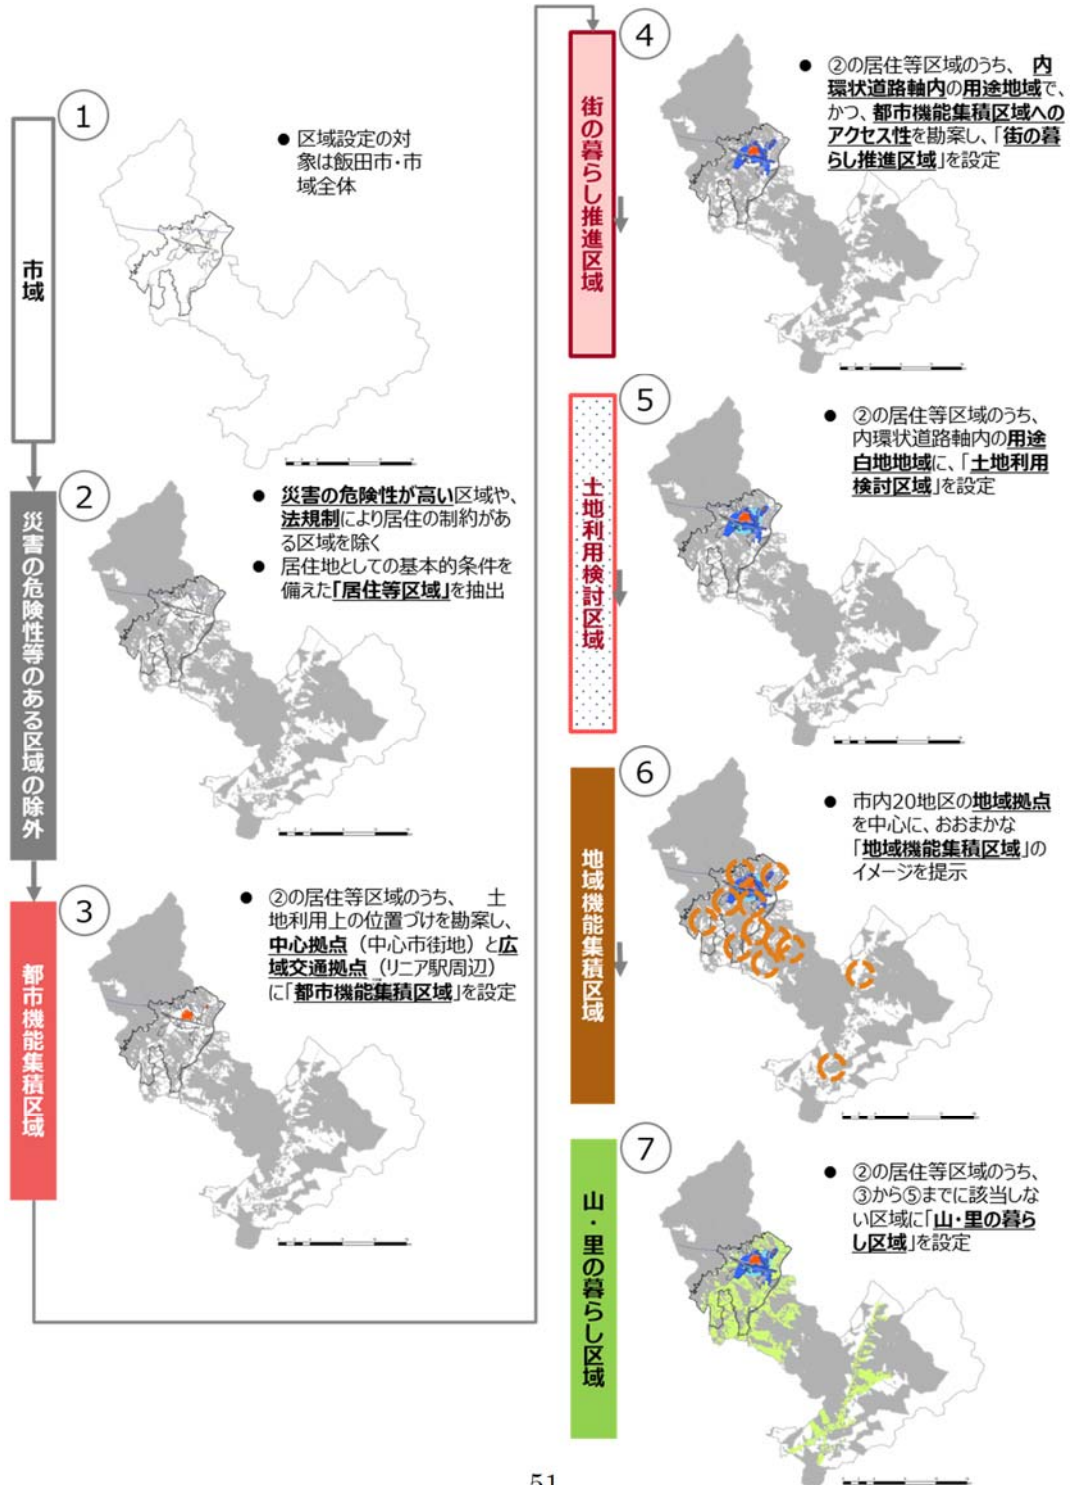 ①
市域
● 区域設定の対
象は飯田市・市
域全体
②
災害の危険性等のある区域の除外
● 災害の危険性が高い区域や、
法規制により居住の制約があ
る区域を除く
● 居住地としての基本的条件を
備えた「居住等区域」を抽出
③
都市機能集積区域
● ②の居住等区域のうち、 土
地利用上の位置づけを勘案し、
中心拠点（中心市街地）と広
域交通拠点（リニア駅周辺）
に「都市機能集積区域」を設定
④
街の暮らし推進区域
● ②の居住等区域のうち、 内
環状道路軸内の用途地域で、
かつ、都市機能集積区域への
アクセス性を勘案し、「街の暮
らし推進区域」を設定
⑤
土地利用検討区域
● ②の居住等区域のうち、
内環状道路軸内の用途
白地地域に、「土地利用
検討区域」を設定
⑥
地域機能集積区域
● 市内20地区の地域拠点
を中心に、おおまかな
「地域機能集積区域」の
イメージを提示
⑦
山・里の暮らし区域
● ②の居住等区域のうち、
③から⑤までに該当しな
い区域に「山・里の暮ら
し区域」を設定
51